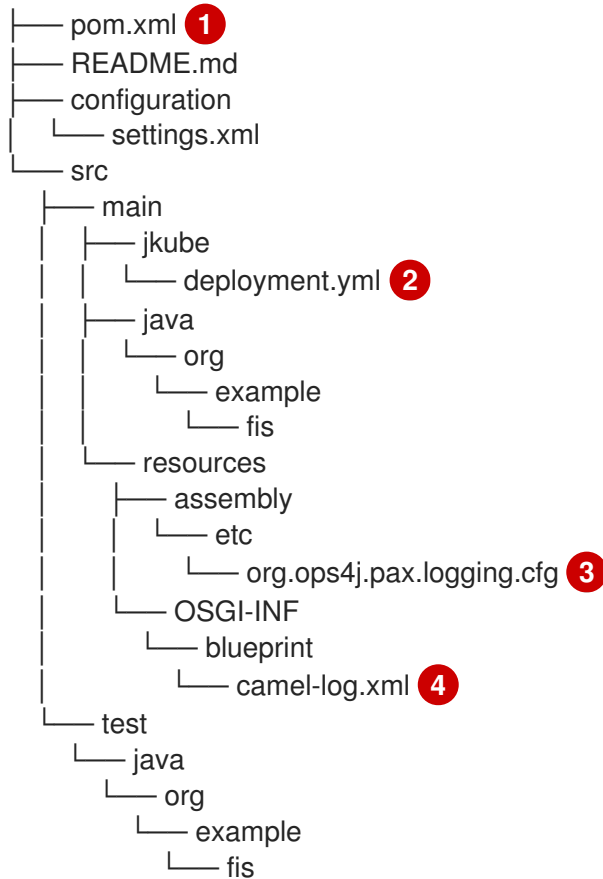 ├── pom.xml 1
├── README.md
├── configuration
│ └── settings.xml
└── src
├── main
│ ├── jkube
│ │ └── deployment.yml 2
│ ├── java
│ │ └── org
│ │ └── example
│ │ └── fis
│ └── resources
│ ├── assembly
│ │ └── etc
│ │ └── org.ops4j.pax.logging.cfg 3
│ └── OSGI-INF
│ └── blueprint
│ └── camel-log.xml 4
└── test
└── java
└── org
└── example
└── fis